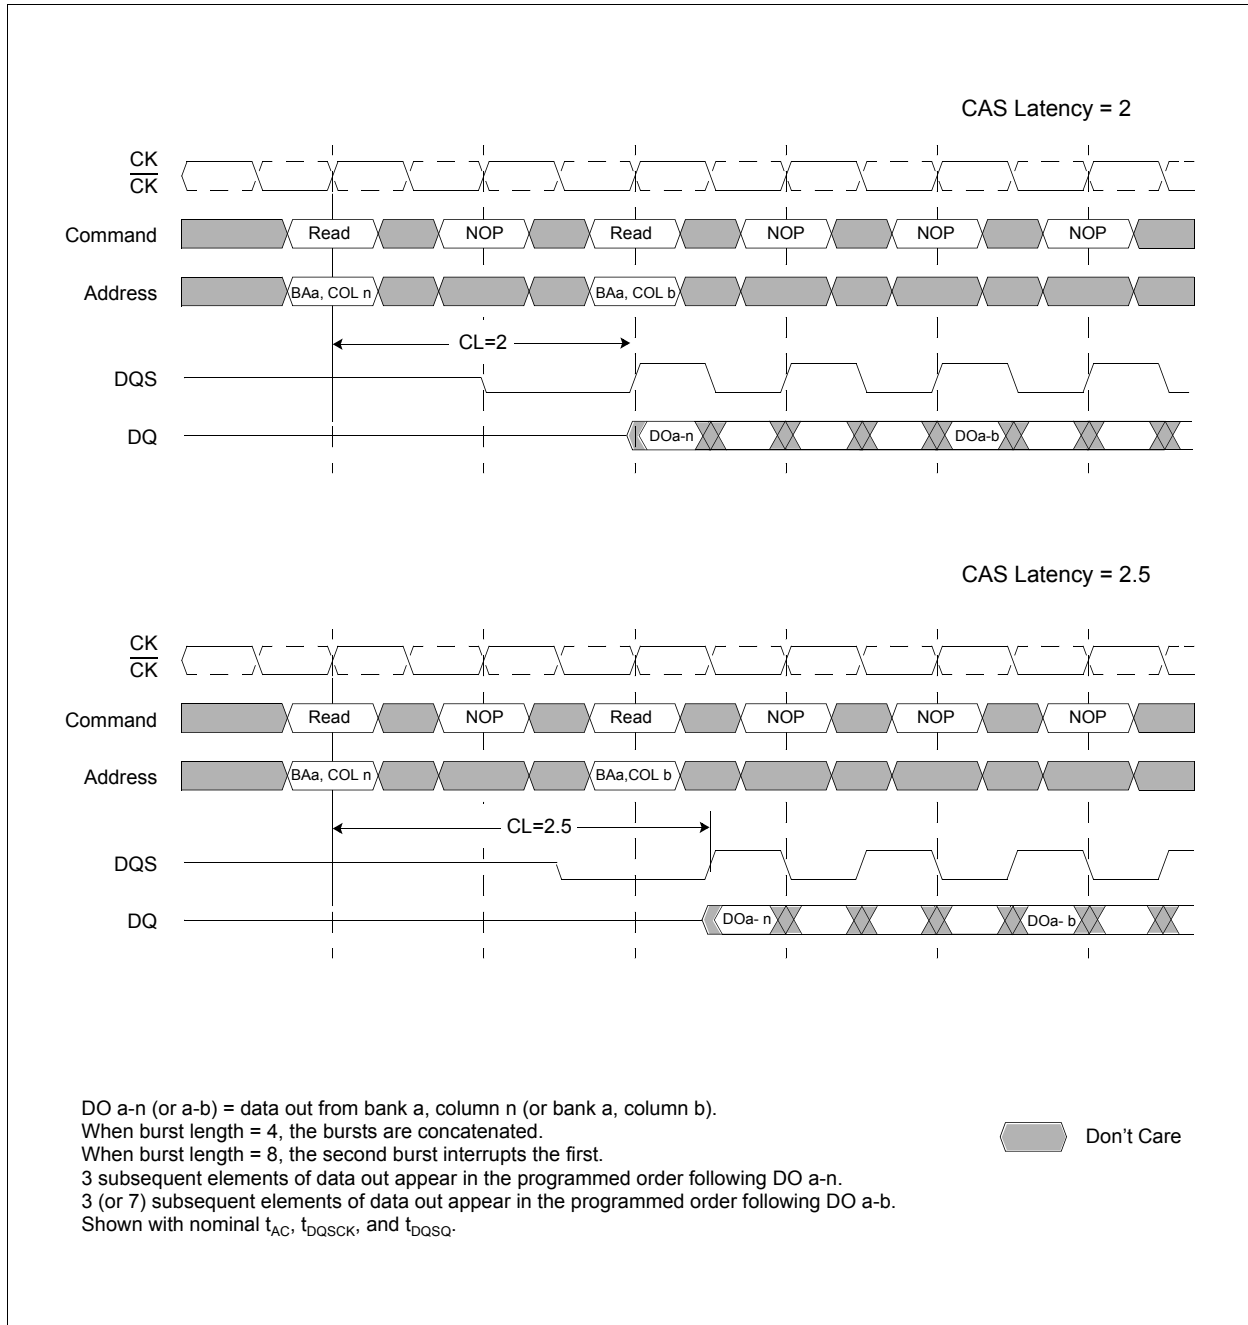 CAS Latency = 2
CK
CK
Command Read NOP Read NOP NOP NOP
Address BAa, COL n BAa, COL b
CL=2
DQS
DQ DOa-n DOa-b
CAS Latency = 2.5
CK
CK
Command Read NOP Read NOP NOP NOP
Address BAa, COL n BAa,COL b
CL=2.5
DQS
DQ DOa- n DOa- b
DO a-n (or a-b) = data out from bank a, column n (or bank a, column b).
When burst length = 4, the bursts are concatenated.
When burst length = 8, the second burst interrupts the first.
3 subsequent elements of data out appear in the programmed order following DO a-n.
3 (or 7) subsequent elements of data out appear in the programmed order following DO a-b.
Shown with nominal tAC, tDQSCK, and tDQSQ.
Don't Care